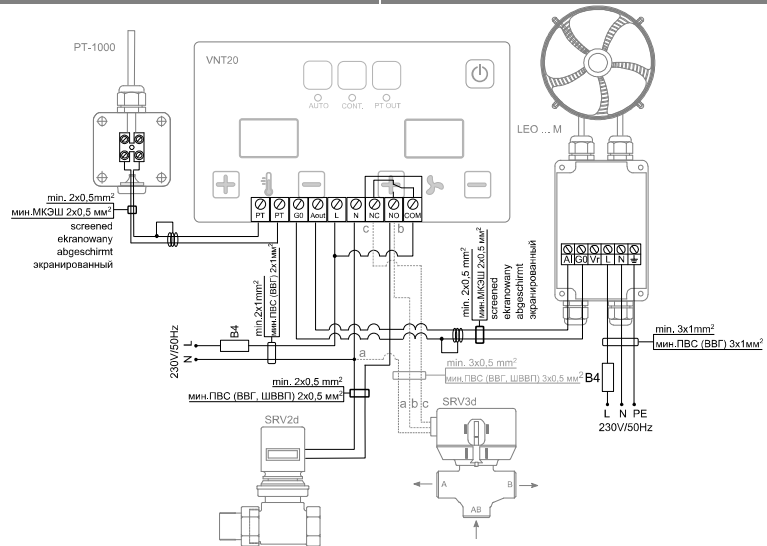 PT-1000
VNT20
AUTO CONT. PT OUT
LEO ... M
min. 2x0,5mm²
мин.МКЭШ 2x0,5 мм²
screened
ekranowany
abgeschirmt
экранированный
PT PT G0 Aout L N NC NO COM
c b
AI G0 Vr L N
min.2x1mm²
мин.ПВС (ВВГ) 2x1мм²
min. 2x0,5 mm²
мин.МКЭШ 2x0,5 мм²
screened
ekranowany
abgeschirmt
экранированный
min. 3x1mm²
мин.ПВС (ВВГ) 3x1мм²
230V/50Hz
L
N
B4
a
min. 3x0,5 mm²
мин.ПВС (ВВГ, ШВВП) 3x0,5 мм²
B4
min. 2x0,5 mm²
мин.ПВС (ВВГ, ШВВП) 2x0,5 мм²
a b c
L N PE
230V/50Hz
SRV2d
SRV3d
A
B
AB